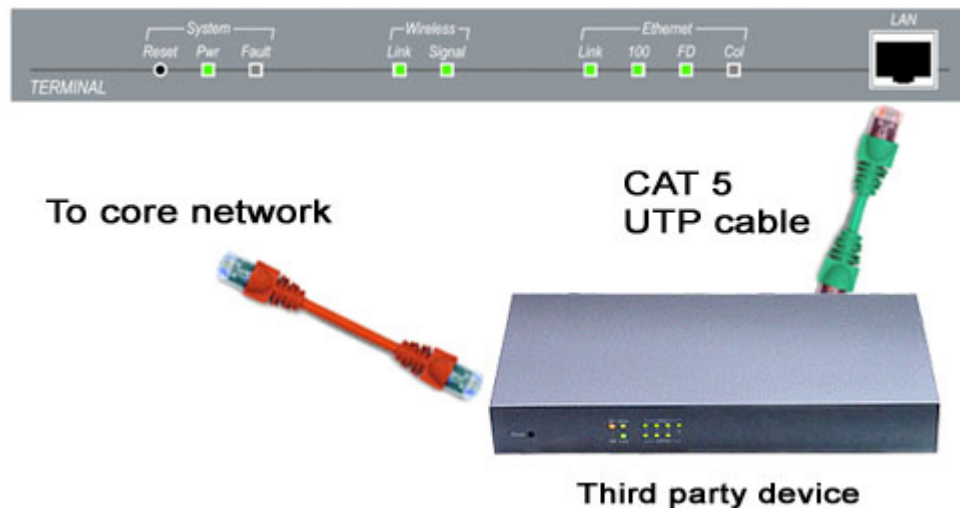 System Wireless Ethernet LAN
Reset Pwr Fault Link Signal Link 100 FD Col
TERMINAL
CAT 5
UTP cable
To core network
Third party device